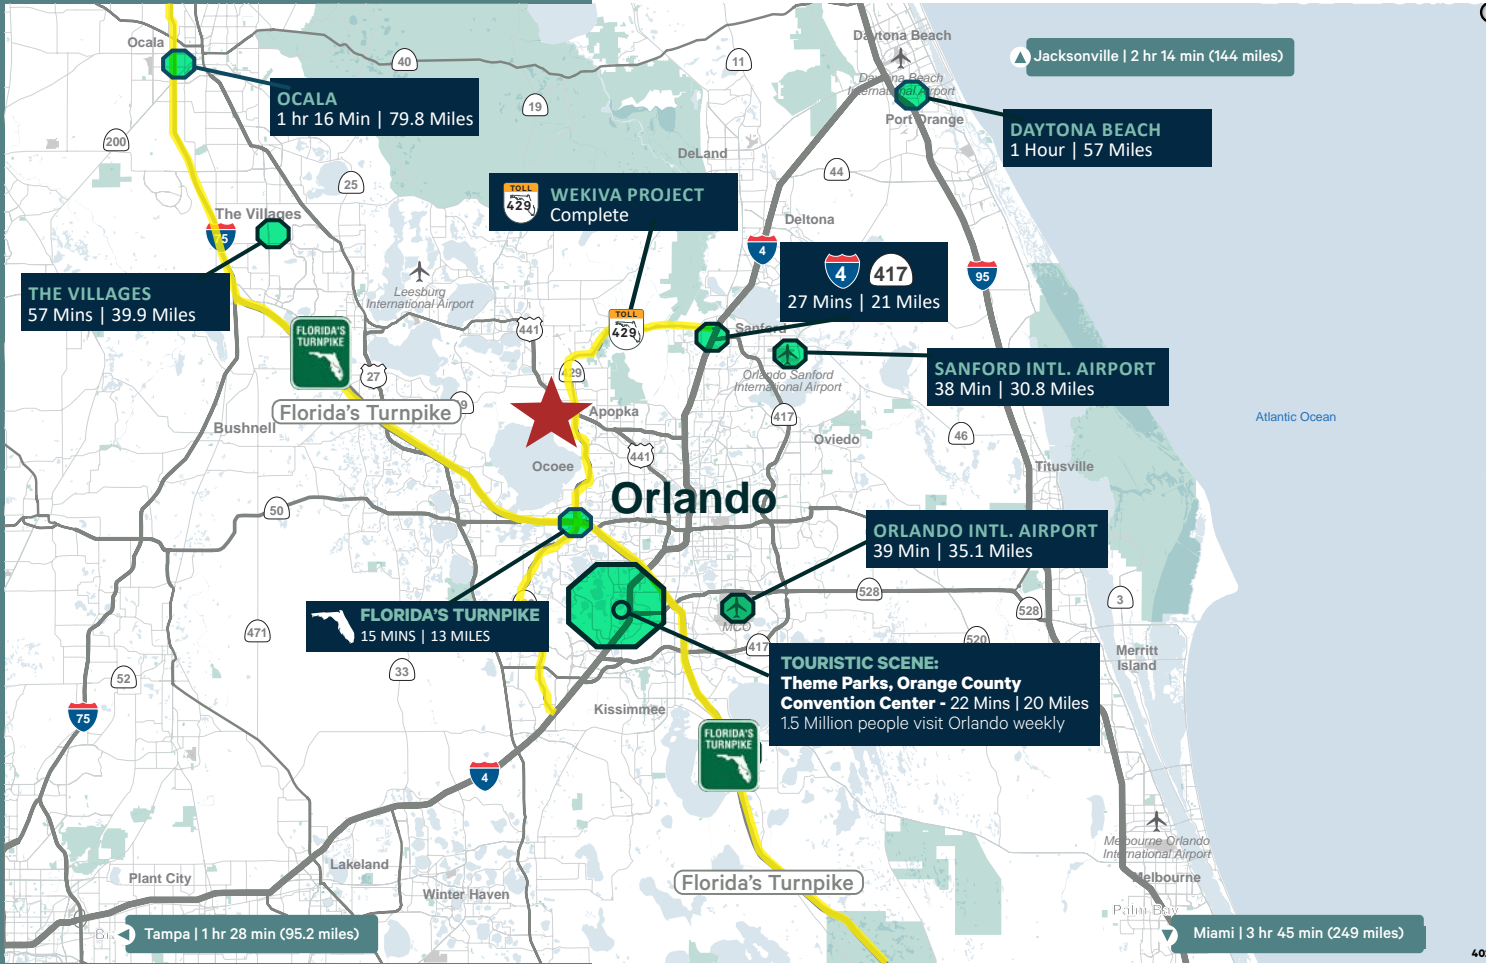 Ocala
40
11
Daytona Beach
Jacksonville | 2 hr 14 min (144 miles)
Daytona Beach
International Airport
Port Orange
OCALA
1 hr 16 Min | 79.8 Miles
19
200
DAYTONA BEACH
1 Hour | 57 Miles
DeLand
44
25
TOLL
429
WEKIVA PROJECT
Complete
The Villages
75
Deltona
4
4
417
27 Mins | 21 Miles
95
THE VILLAGES
57 Mins | 39.9 Miles
Leesburg
International Airport
441
TOLL
429
Sanford
FLORIDA'S
TURNPIKE
27
429
Orlando Sanford
International Airport
SANFORD INTL. AIRPORT
38 Min | 30.8 Miles
Florida's Turnpike
9
Apopka
417
Atlantic Ocean
Bushnell
Oviedo
46
441
Ocoee
Titusville
Orlando
50
ORLANDO INTL. AIRPORT
39 Min | 35.1 Miles
528
528
3
FLORIDA'S TURNPIKE
15 MINS | 13 MILES
MCO
471
417
520
33
52
Merritt
Island
TOURISTIC SCENE:
Theme Parks, Orange County
Convention Center - 22 Mins | 20 Miles
1.5 Million people visit Orlando weekly
75
Kissimmee
FLORIDA'S
TURNPIKE
4
Melbourne Orlando
International Airport
Lakeland
Plant City
Winter Haven
Florida's Turnpike
Melbourne
Palm Bay
Tampa | 1 hr 28 min (95.2 miles)
Miami | 3 hr 45 min (249 miles)